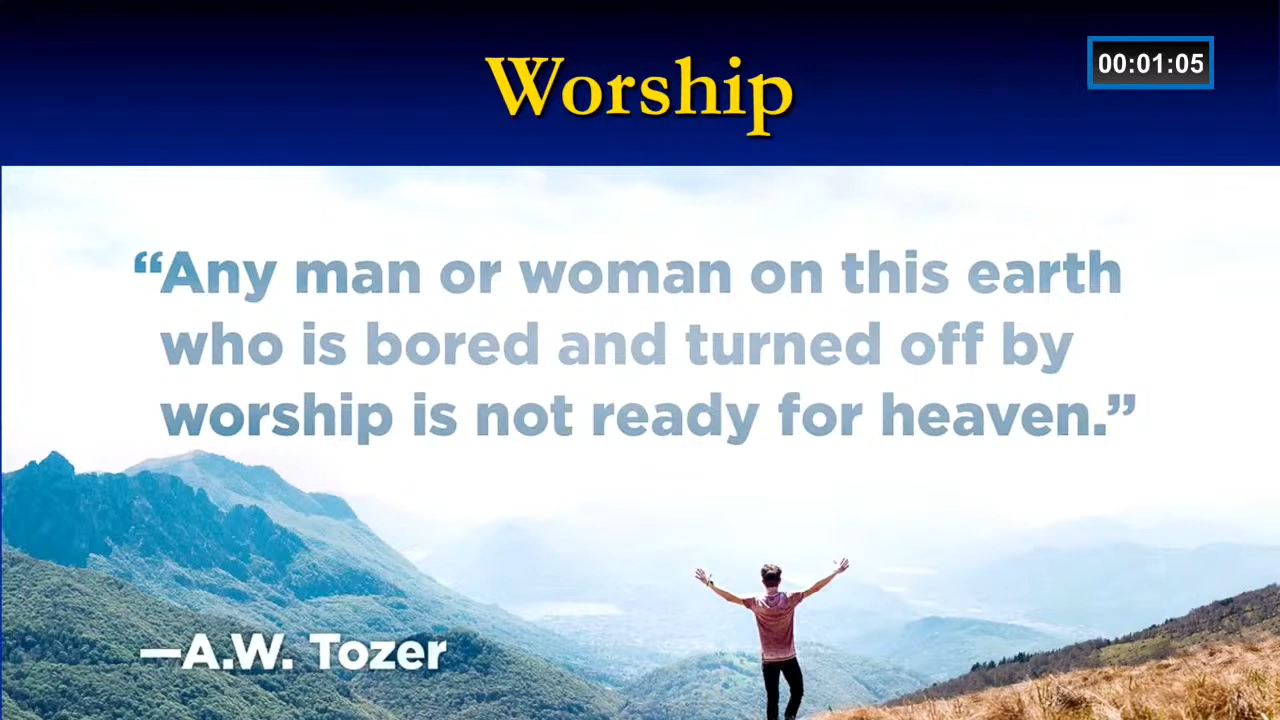 Worship
00:01:05
“Any man or woman on this earth
who is bored and turned off by
worship is not ready for heaven.”
—A.W. Tozer